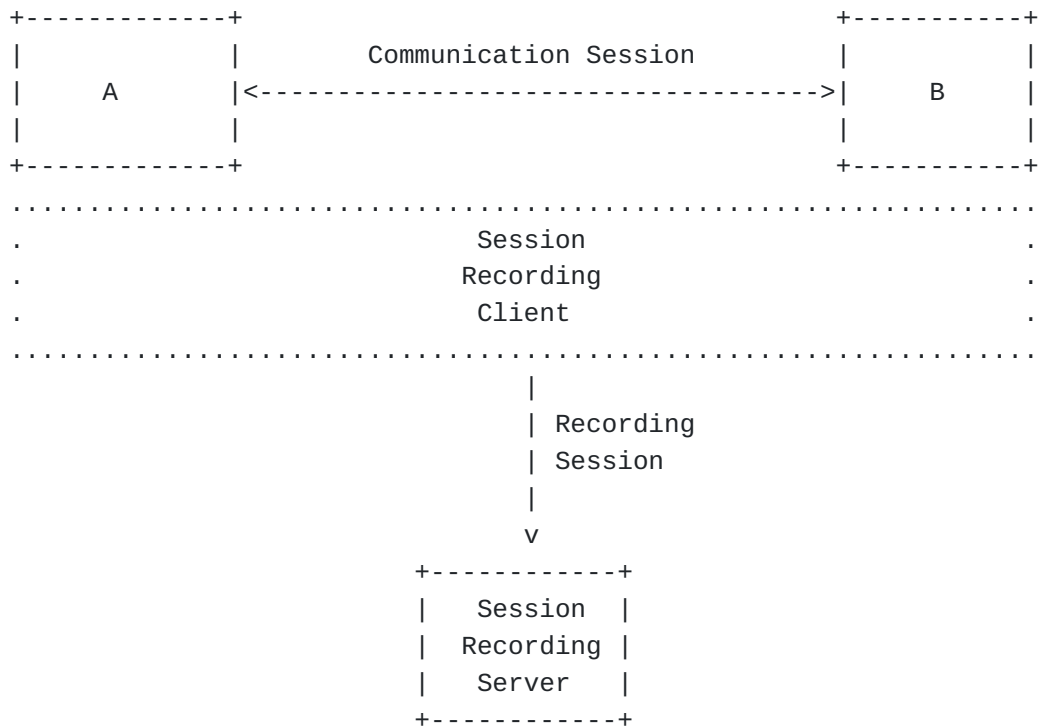 Communication Session
A B
Session
Recording
Client
Recording
Session
v
Session
Recording
Server